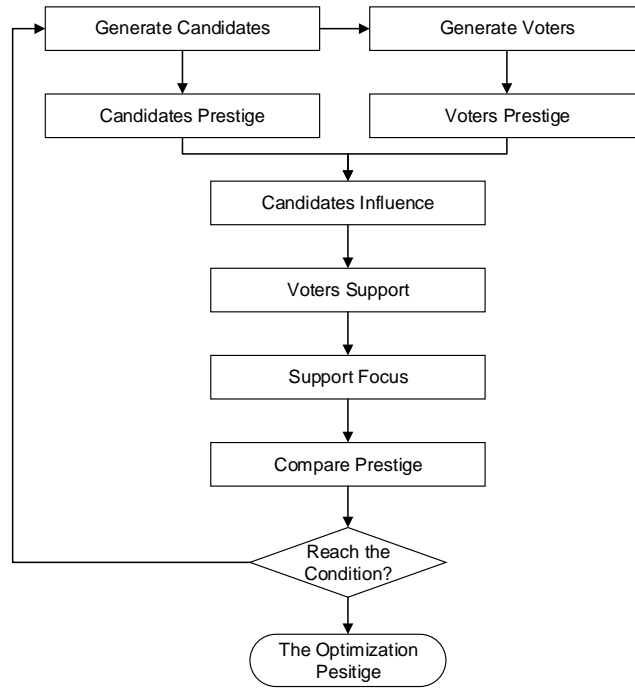 Generate Candidates
Generate Voters
Candidates Prestige
Voters Prestige
Candidates Influence
Voters Support
Support Focus
Compare Prestige
Reach the
Condition?
The Optimization
Pesitige